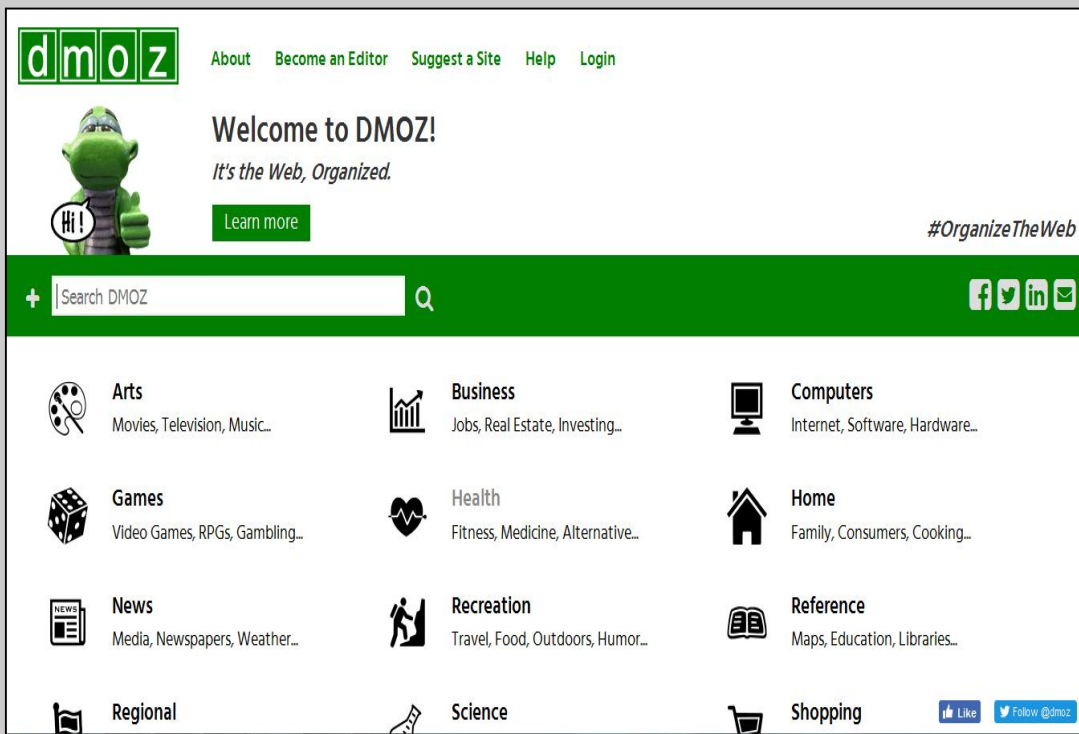 dmoz
About Become an Editor Suggest a Site Help Login
Welcome to DMOZ!
It's the Web, Organized.
Hi!
Learn more
#OrganizeTheWeb
Search DMOZ
Arts
Movies, Television, Music...
Business
Jobs, Real Estate, Investing...
Computers
Internet, Software, Hardware...
Games
Video Games, RPGs, Gambling...
Health
Fitness, Medicine, Alternative...
Home
Family, Consumers, Cooking...
NEWS
News
Media, Newspapers, Weather...
Recreation
Travel, Food, Outdoors, Humor...
Reference
Maps, Education, Libraries...
Regional
Science
Shopping
Like
Follow @dmoz